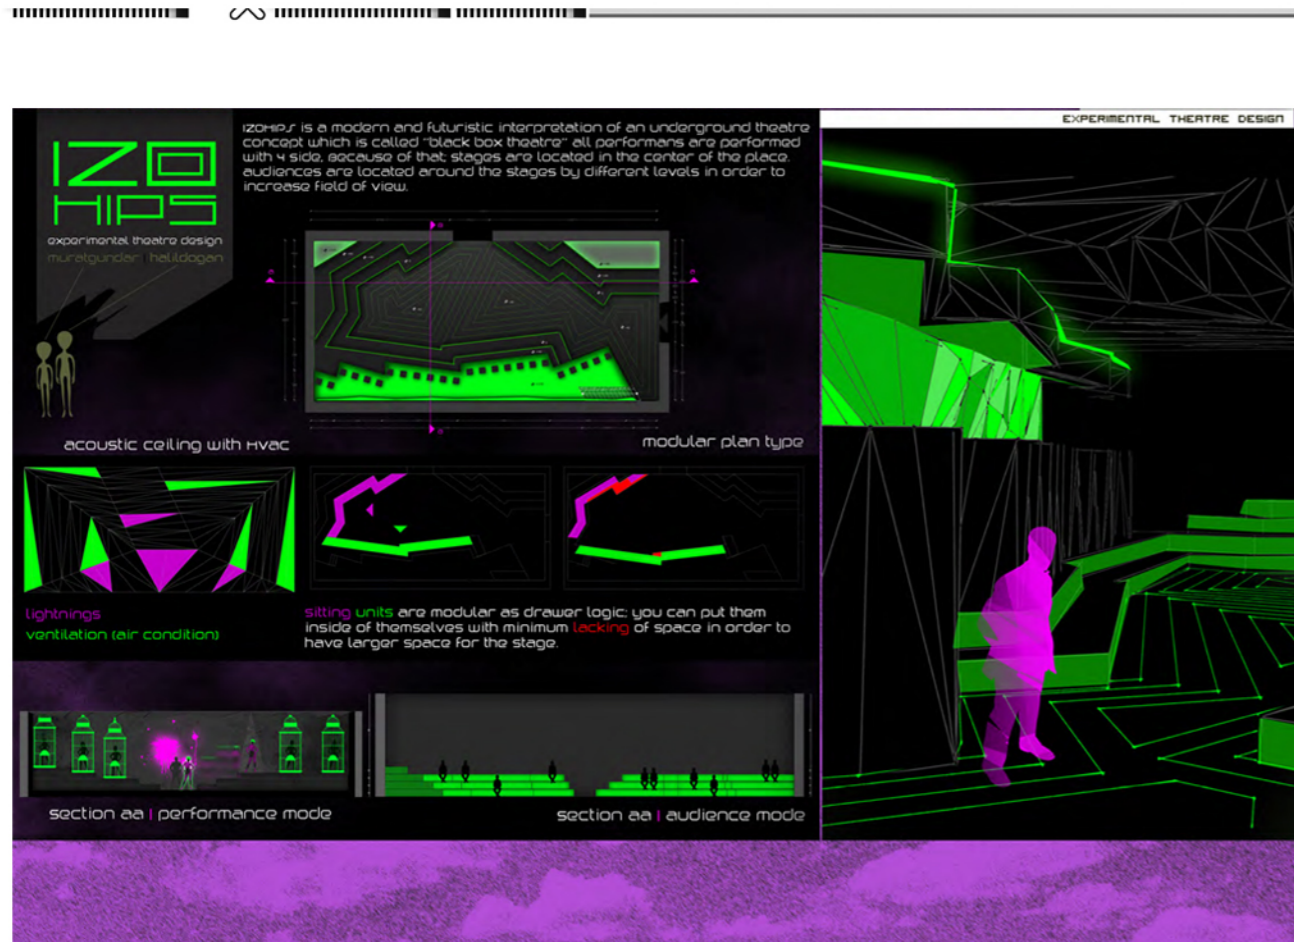 EXPERIMENTAL THEATRE DESIGN
IZO
HIPS
experimental theatre design
muratgundar | halildogan
IZOHIPS is a modern and futuristic interpretation of an underground theatre
concept which is called "black box theatre" all performans are performed
with 4 side, Because of that; stages are located in the center of the place.
audiences are located around the stages by different levels in order to
increase field of view.
acoustic ceiling with HVAC
modular plan type
lightnings
ventilation (air condition)
sitting units are modular as drawer logic: you can put them
inside of themselves with minimum lacking of space in order to
have larger space for the stage.
section aa | performance mode
section aa | audience mode